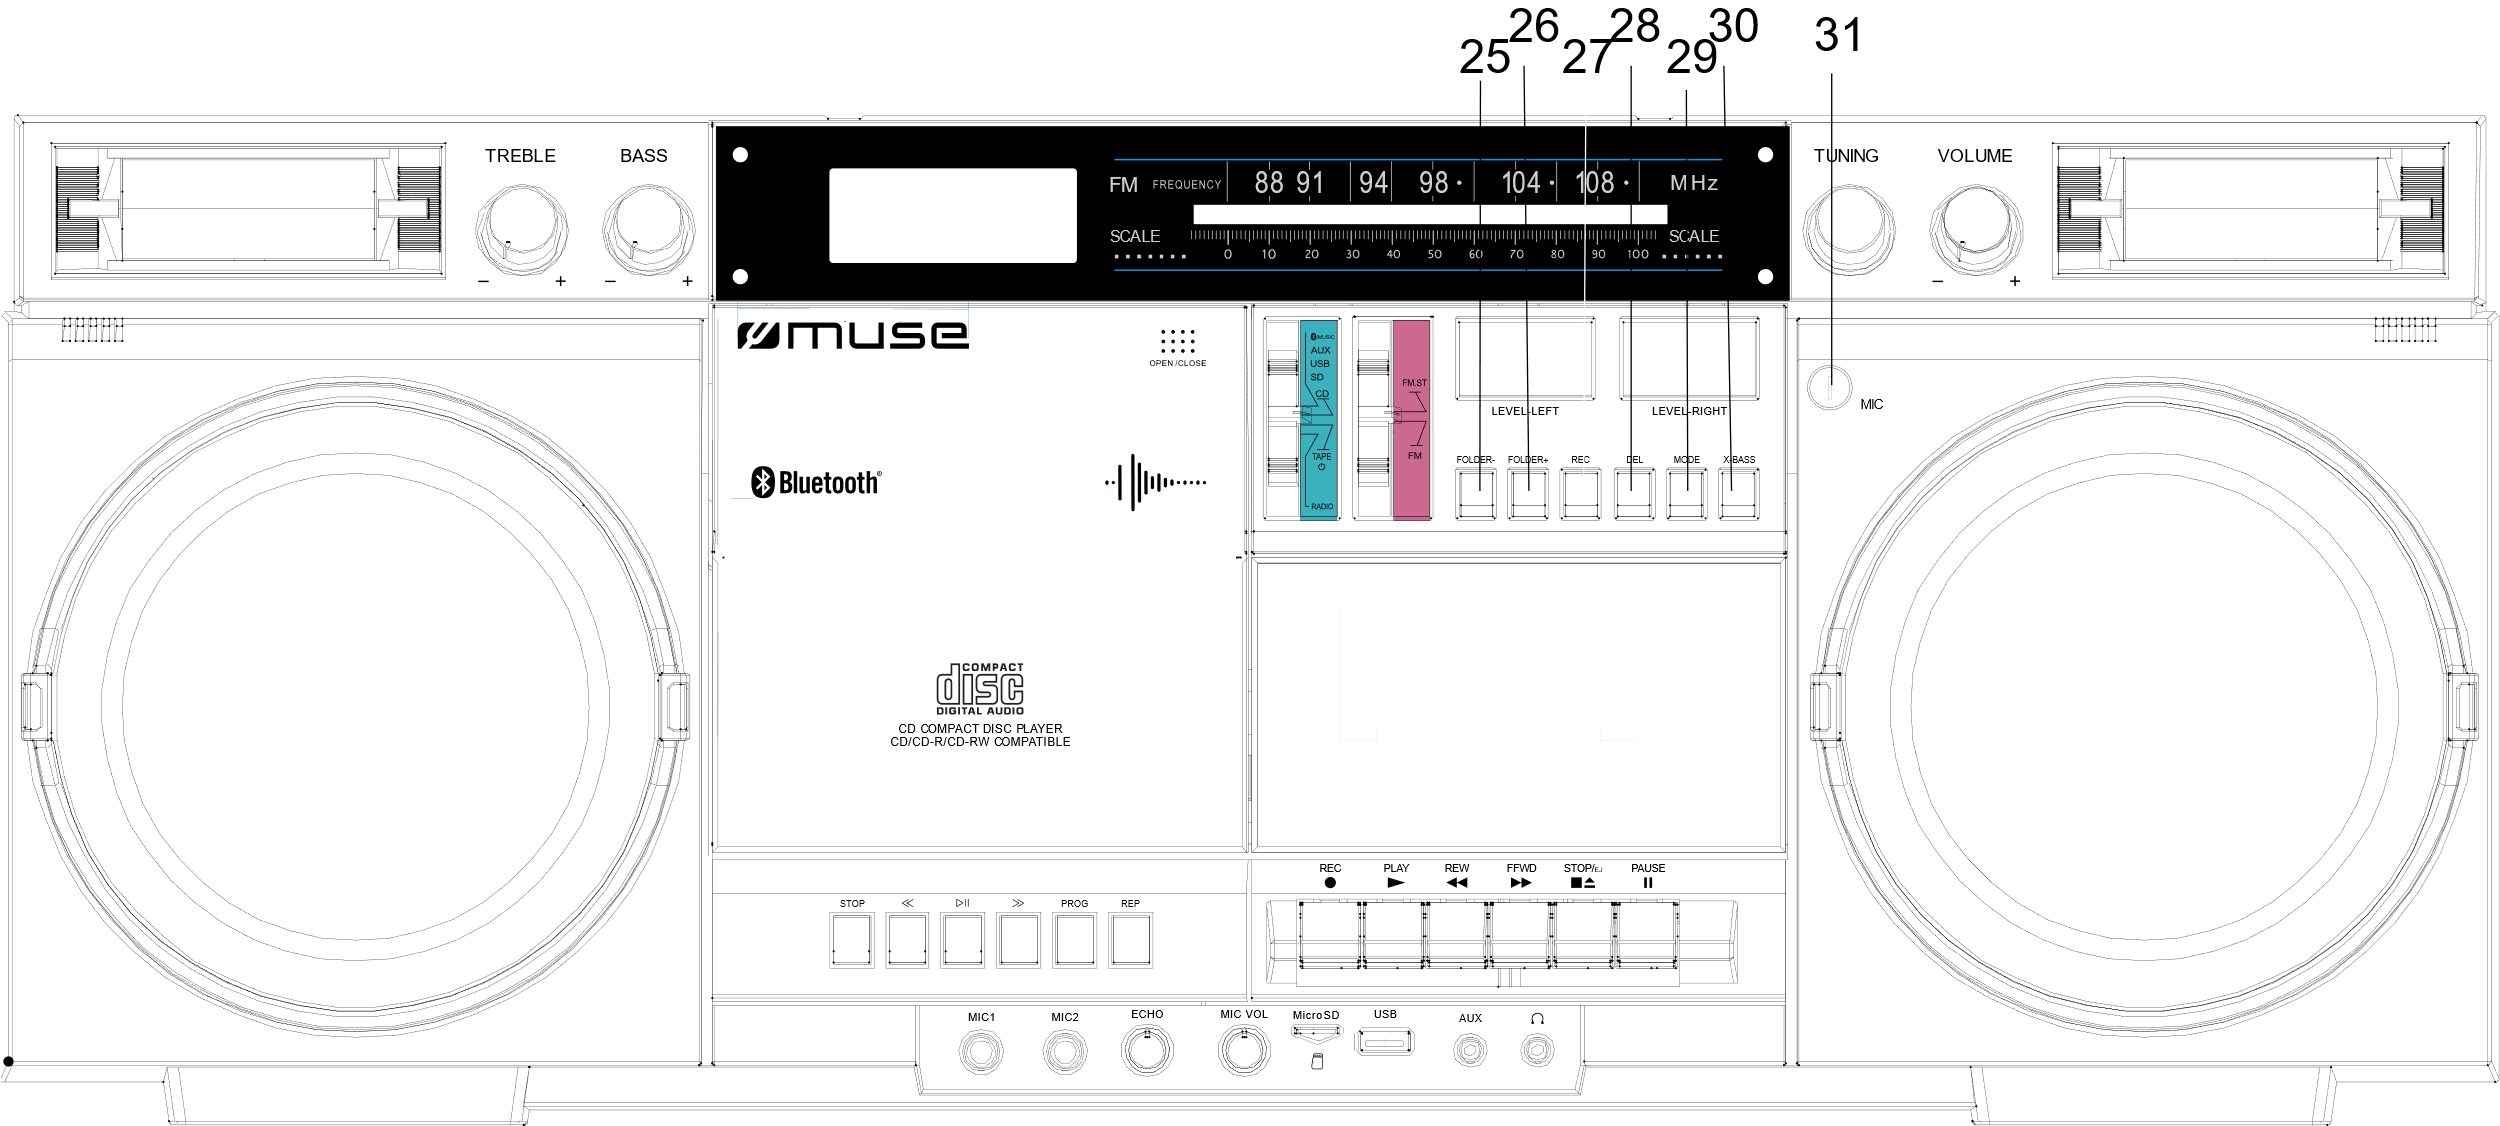 26 28 30
25 27 29
31
TREBLE BASS
- + - +
FM FREQUENCY 88 91 94 98 104 108 MHz
SCALE SCALE
0 10 20 30 40 50 60 70 80 90 100
TUNING VOLUME
- +
muse
OPEN/CLOSE
Bluetooth®
/MUSIC
AUX
USB
SD
CD
TAPE
RADIO
FM.ST
FM
LEVEL-LEFT LEVEL-RIGHT
FOLDER- FOLDER+ REC DEL MODE X-BASS
MIC
COMPACT
disc
DIGITAL AUDIO
CD COMPACT DISC PLAYER
CD/CD-R/CD-RW COMPATIBLE
REC PLAY REW FFWD STOP/EJ PAUSE
STOP PROG REP
MIC1 MIC2 ECHO MIC VOL MicroSD USB AUX